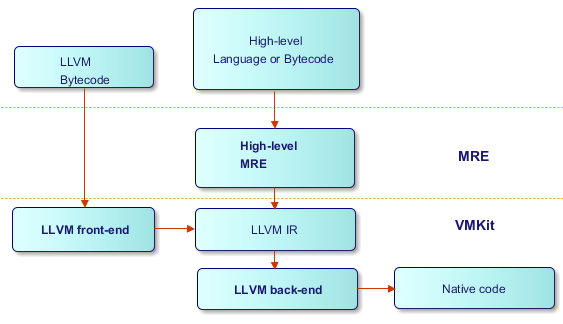 High-level
Language or Bytecode
LLVM
Bytecode
High-level
MRE
MRE
LLVM front-end
LLVM IR
VMKit
LLVM back-end
Native code